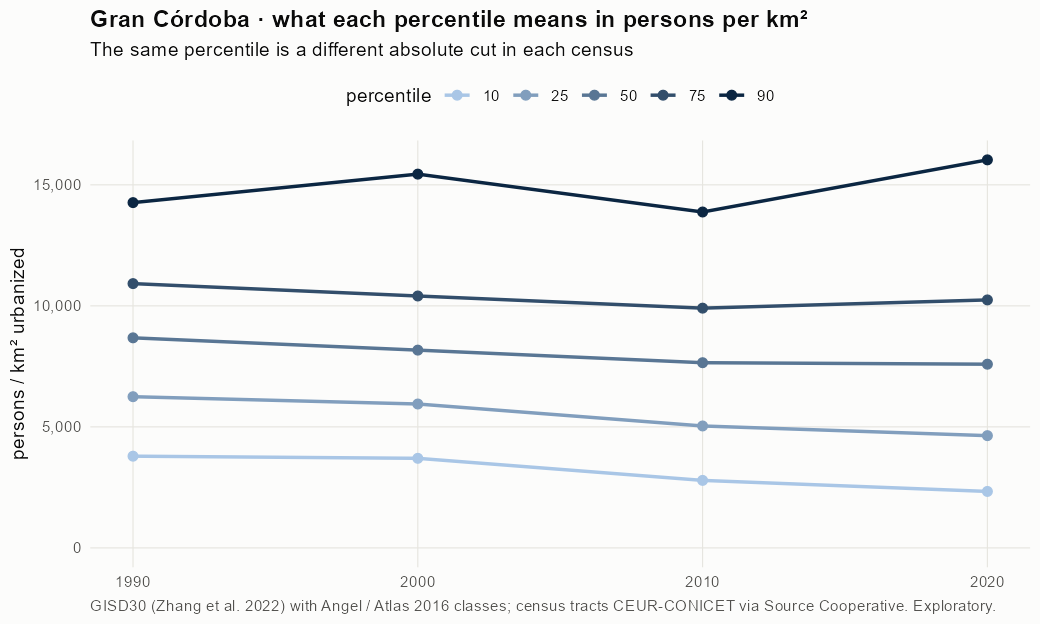 Gran Córdoba · what each percentile means in persons per km²
The same percentile is a different absolute cut in each census
percentile 10 25 50 75 90
persons / km² urbanized
15,000
10,000
5,000
0
1990 2000 2010 2020
GISD30 (Zhang et al. 2022) with Angel / Atlas 2016 classes; census tracts CEUR-CONICET via Source Cooperative. Exploratory.